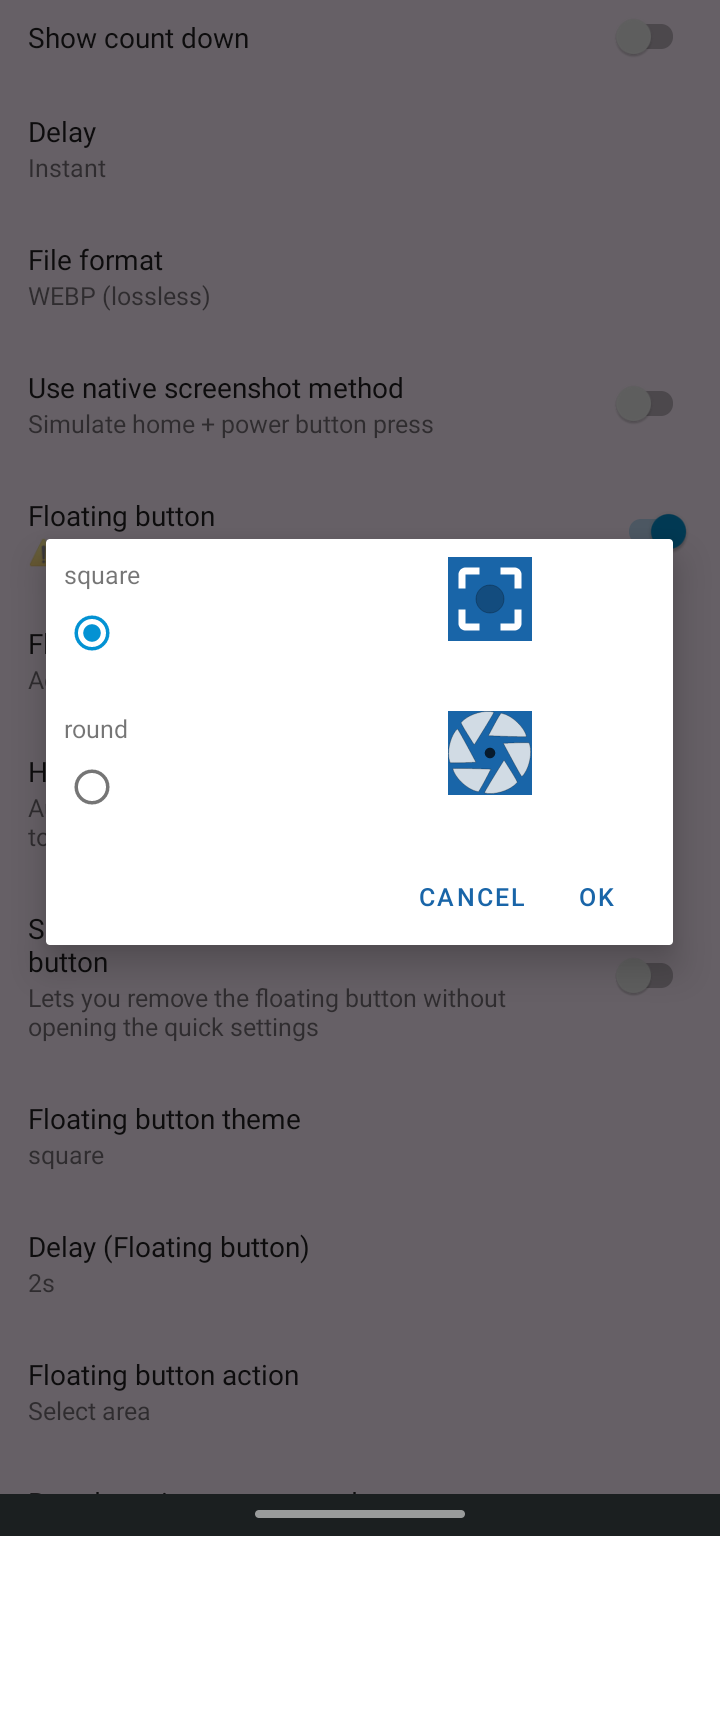 Show count down
Delay
Instant
File format
WEBP (lossless)
Use native screenshot method
Simulate home + power button press
Floating button
square
round
CANCEL
OK
button
Lets you remove the floating button without
opening the quick settings
Floating button theme
square
Delay (Floating button)
2s
Floating button action
Select area